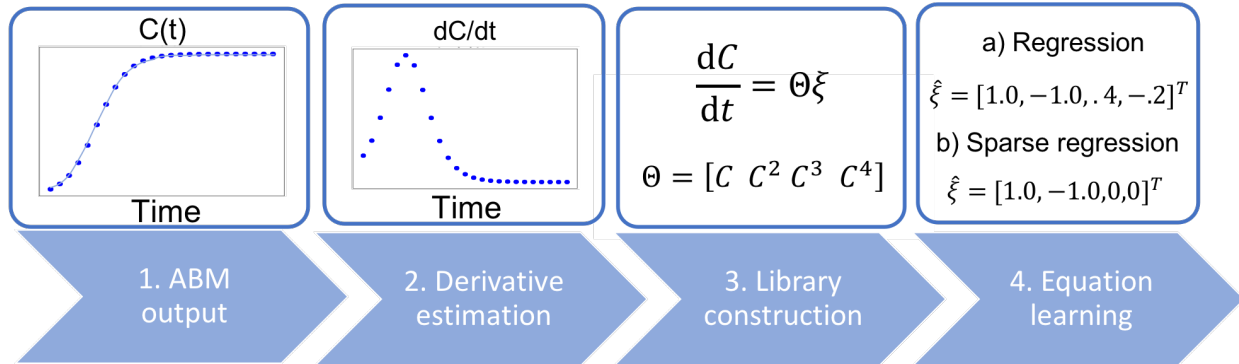 C(t)
Time
1. ABM
output
dC/dt
Time
2. Derivative
estimation
dC/dt = Θξ
Θ = [C C² C³ C⁴]
3. Library
construction
a) Regression
ξ̂ = [1.0, −1.0, .4, −.2]ᵀ
b) Sparse regression
ξ̂ = [1.0, −1.0,0,0]ᵀ
4. Equation
learning